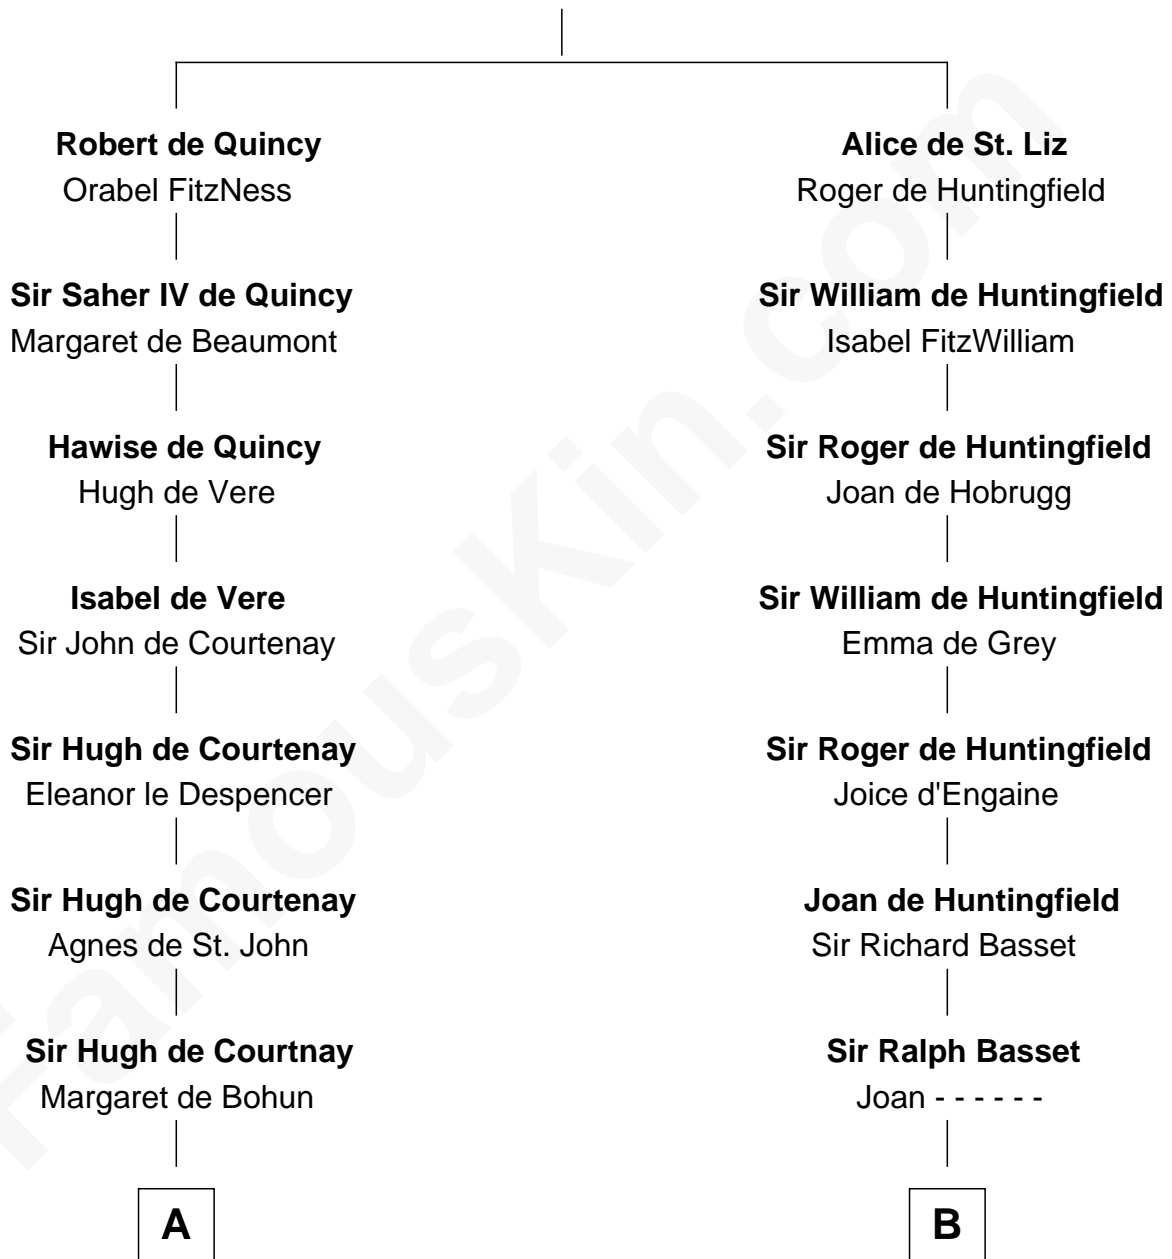 Robert de Quincy
Orabel FitzNess
Sir Saher IV de Quincy
Margaret de Beaumont
Hawise de Quincy
Hugh de Vere
Isabel de Vere
Sir John de Courtenay
Sir Hugh de Courtenay
Eleanor le Despencer
Sir Hugh de Courtenay
Agnes de St. John
Sir Hugh de Courtnay
Margaret de Bohun
A
Alice de St. Liz
Roger de Huntingfield
Sir William de Huntingfield
Isabel FitzWilliam
Sir Roger de Huntingfield
Joan de Hobrugg
Sir William de Huntingfield
Emma de Grey
Sir Roger de Huntingfield
Joice d'Engaine
Joan de Huntingfield
Sir Richard Basset
Sir Ralph Basset
Joan - - - - - -
B
FamousKin.com